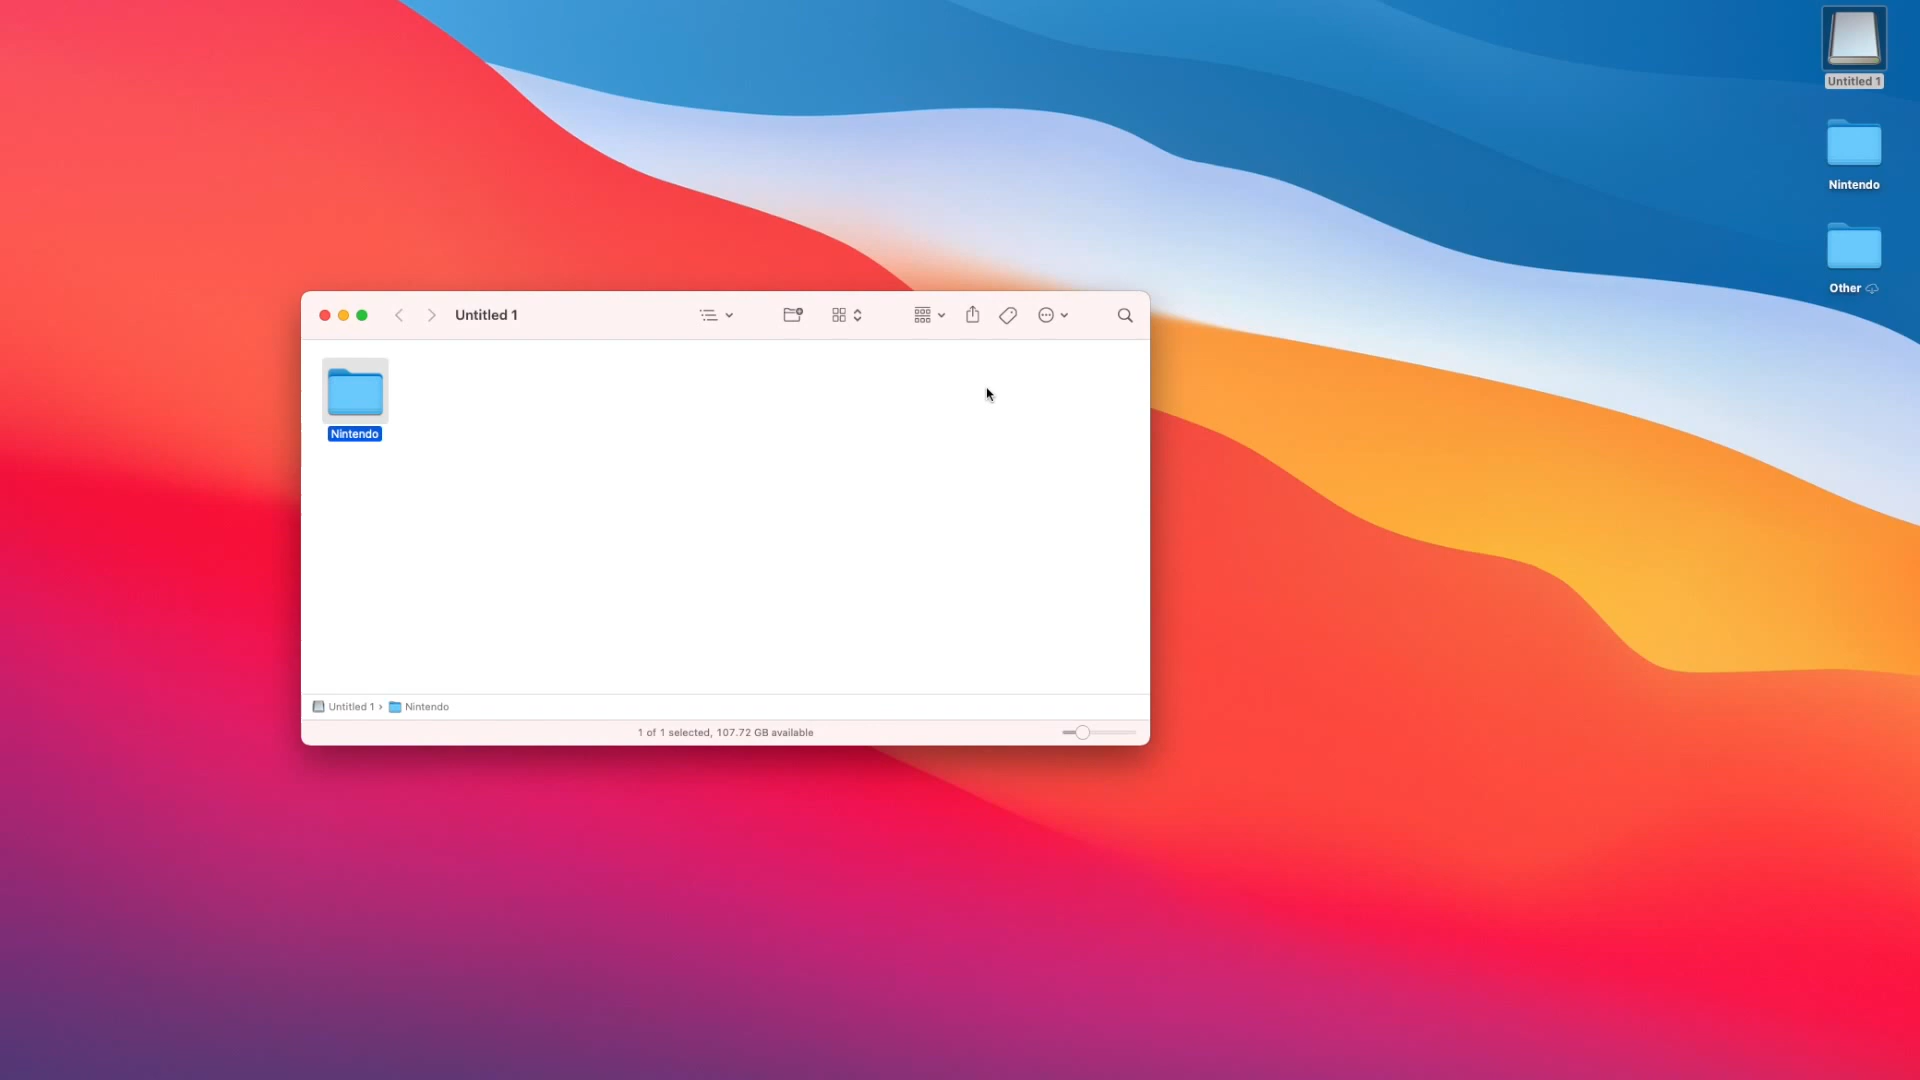 Untitled 1
Nintendo
Other
Untitled 1
Nintendo
Untitled 1 › Nintendo
1 of 1 selected, 107.72 GB available